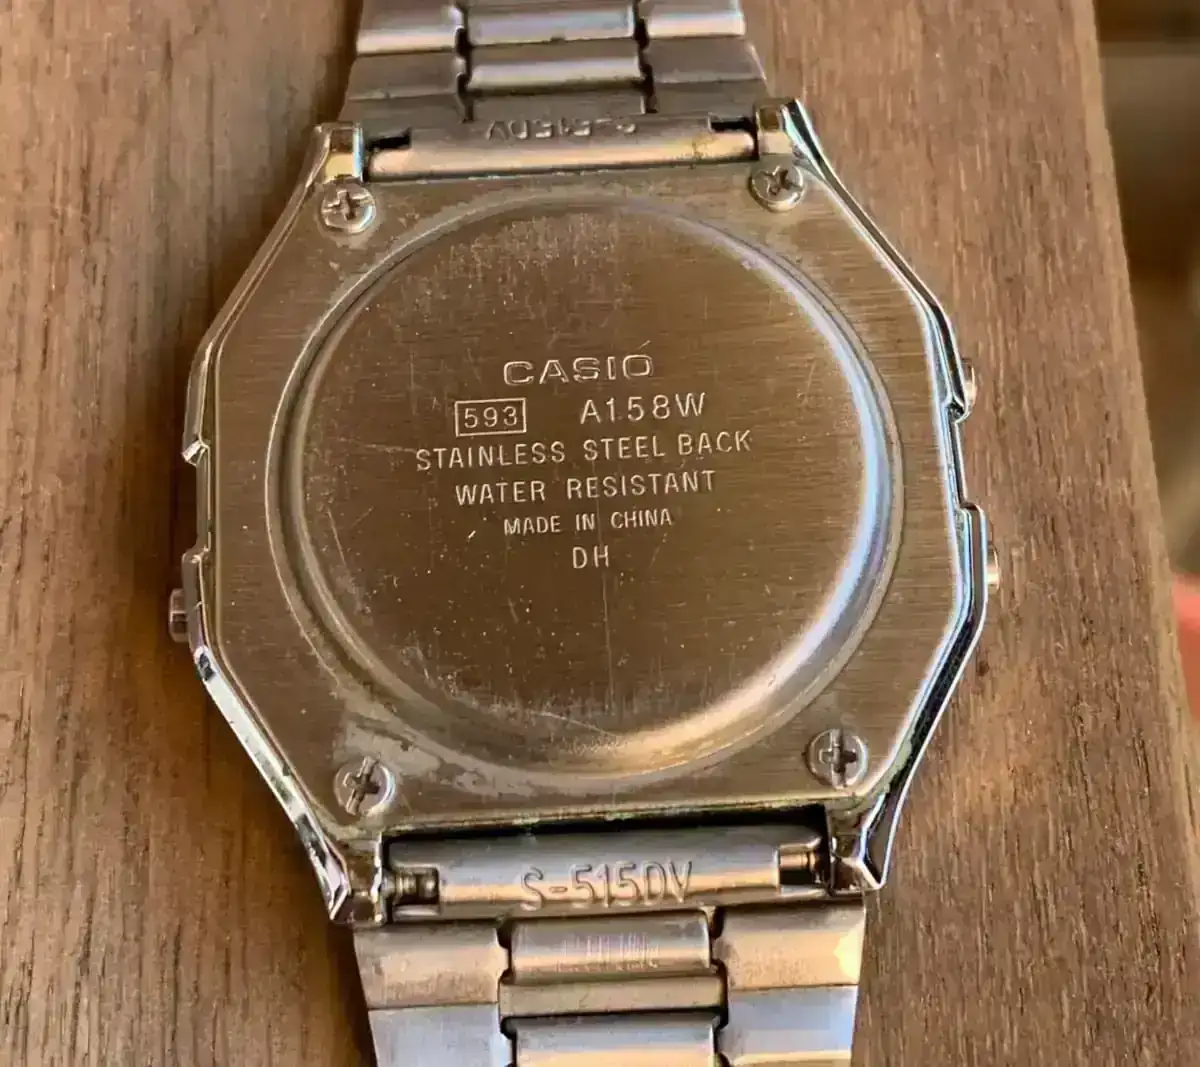 S-515DV
CASIO
593 A158W
STAINLESS STEEL BACK
WATER RESISTANT
MADE IN CHINA
DH
S-515DV